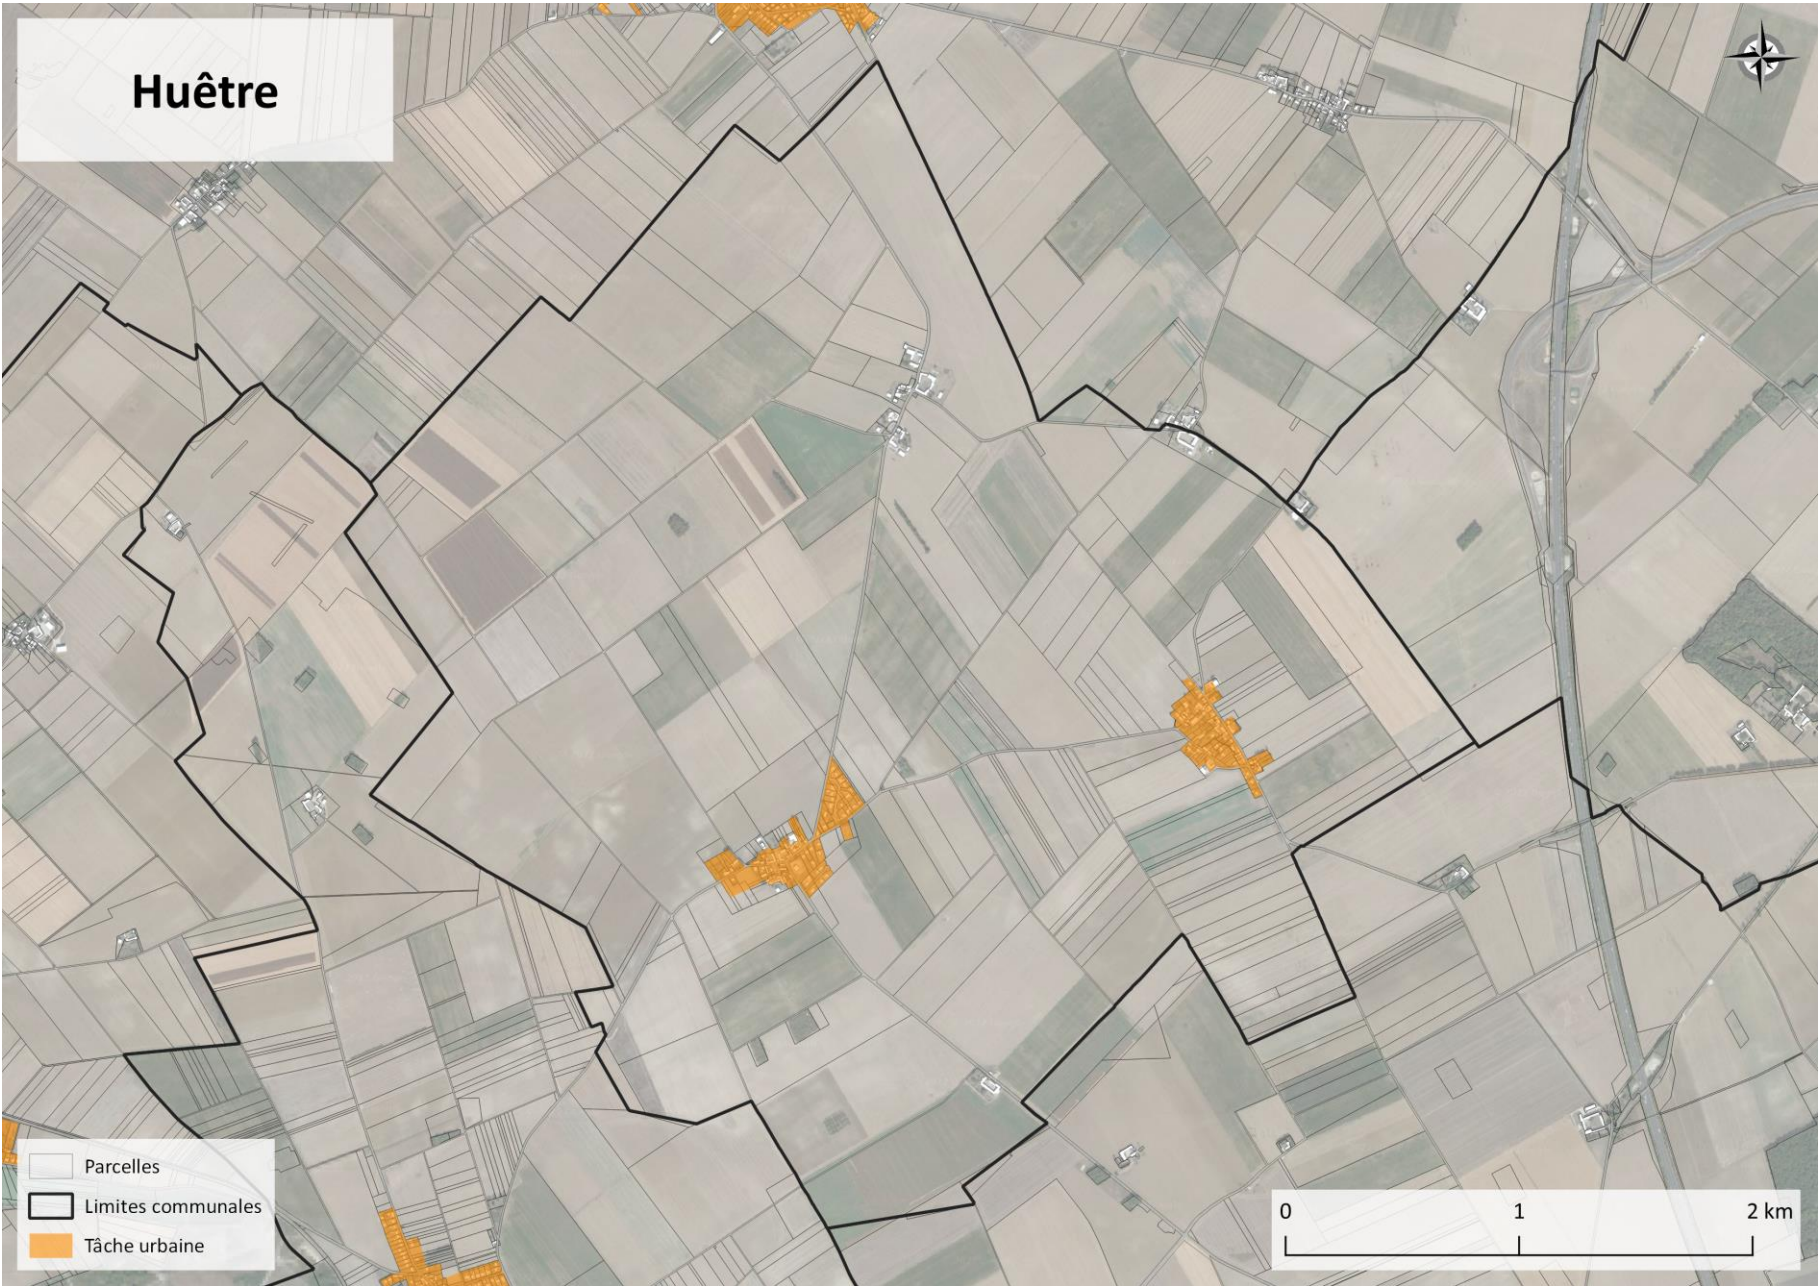 Huêtre
Parcelles
Limites communales
Tâche urbaine
0 1 2 km